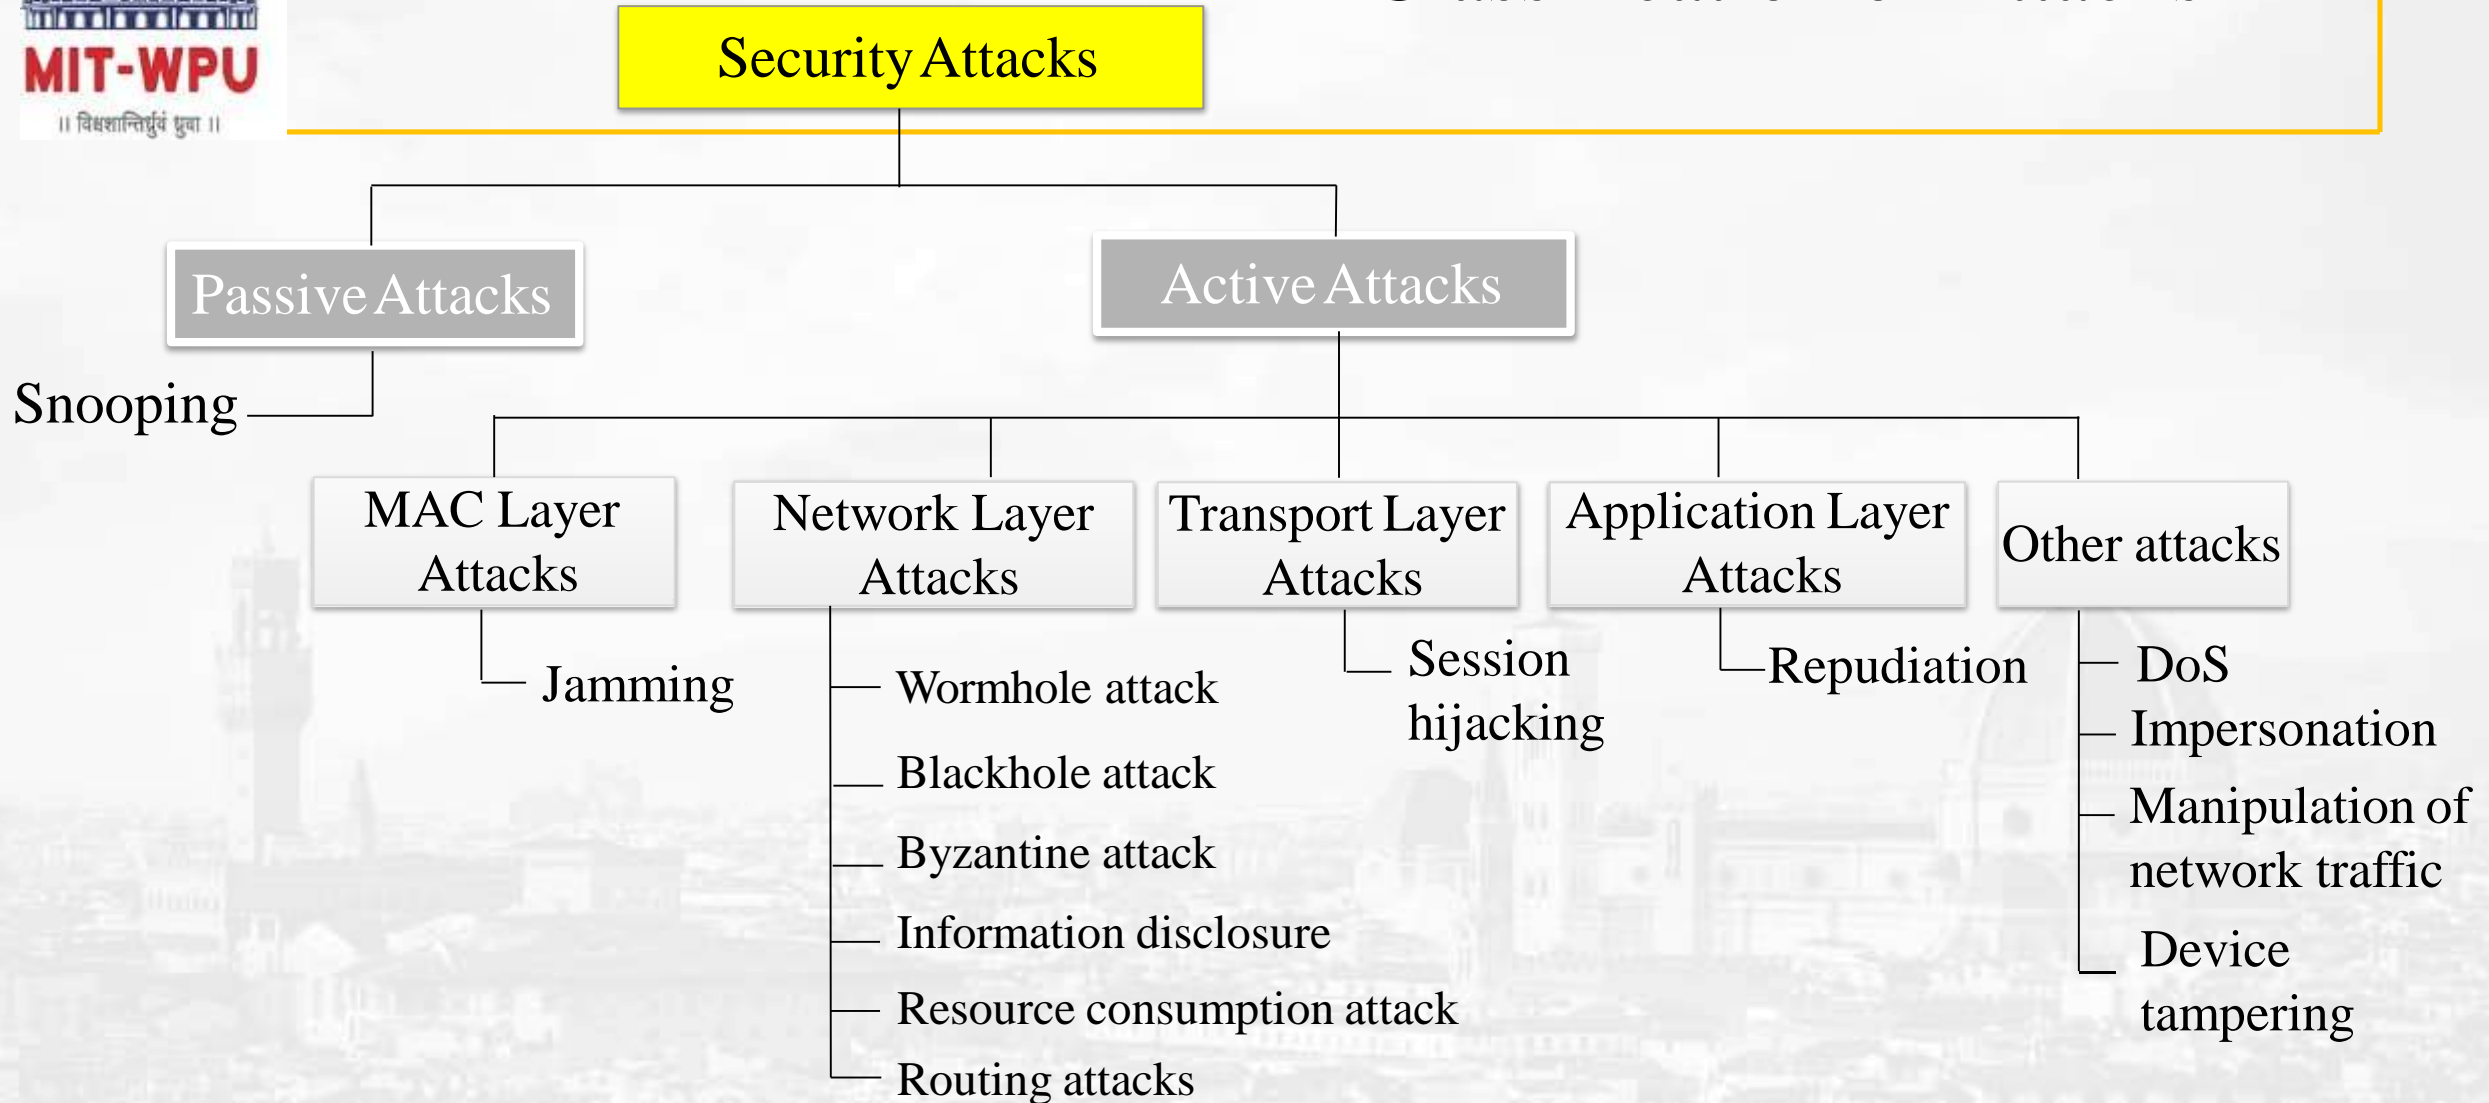 Security Attacks
MIT-WPU
Passive Attacks
Active Attacks
Snooping
MAC Layer
Attacks
Network Layer
Attacks
Transport Layer
Attacks
Application Layer
Attacks
Other attacks
Jamming
Wormhole attack
Blackhole attack
Byzantine attack
Information disclosure
Resource consumption attack
Routing attacks
Session
hijacking
Repudiation
DoS
Impersonation
Manipulation of
network traffic
Device
tampering